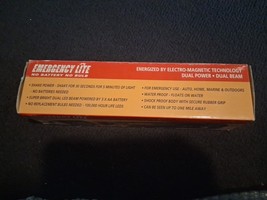 EMERGENCY LITE
NO BATTERY NO BULB
ENERGIZED BY ELECTRO-MAGNETIC TECHNOLOGY
DUAL POWER • DUAL BEAM
• SHAKE POWER - SHAKE FOR 30 SECONDS FOR 5 MINUTES OF LIGHT
- NO BATTERIES NEEDED
• SUPER BRIGHT DUAL LED BEAM POWERED BY 3 AA BATTERY
• NO REPLACEMENT BULBS NEEDED -
• FOR EMERGENCY USE - AUTO, HOME, MARINE & OUTDOORS
• WATER PROOF - FLOATS ON WATER
• SHOCK PROOF BODY WITH SECURE RUBBER GRIP
• CAN BE SEEN UP TO ONE MILE AWAY